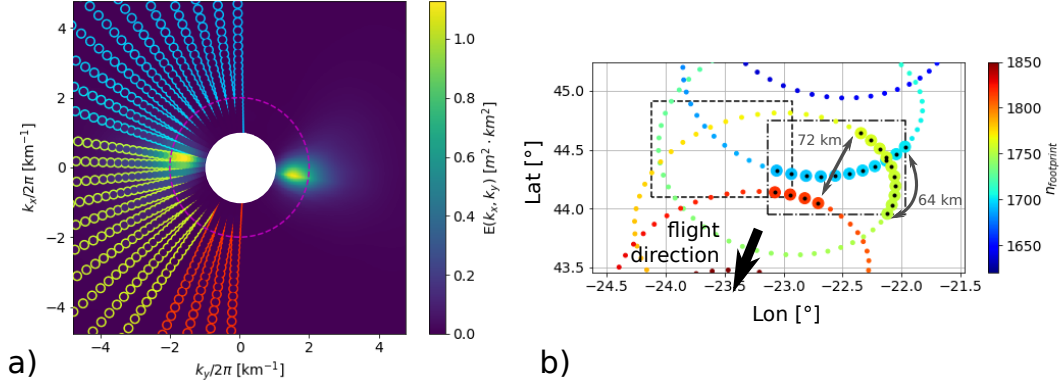 a)
4
2
0
−2
−4
kₓ/2π [km⁻¹]
−4 −2 0 2 4
k_y/2π [km⁻¹]
1.0
0.8
0.6
0.4
0.2
0.0
E(kₓ, k_y) [m² · km²]
b)
45.0
44.5
44.0
43.5
Lat [°]
72 km
64 km
flight
direction
−24.5 −24.0 −23.5 −23.0 −22.5 −22.0 −21.5
Lon [°]
1850
1800
1750
1700
1650
n_footprint